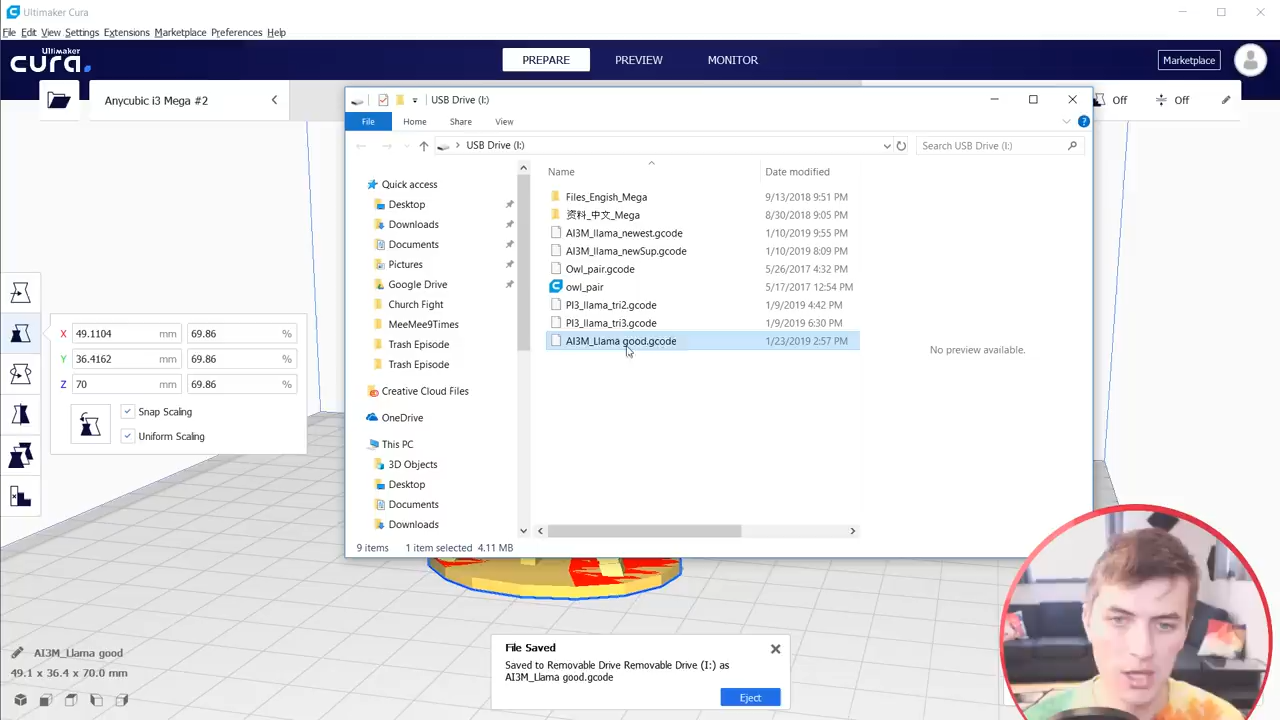 Ultimaker Cura
File Edit View Settings Extensions Marketplace Preferences Help
Ultimaker
cura.
PREPARE
PREVIEW
MONITOR
Marketplace
Anycubic i3 Mega #2
Off
Off
USB Drive (I:)
File
Home
Share
View
USB Drive (I:)
Search USB Drive (I:)
Name
Date modified
Quick access
Desktop
Downloads
Documents
Pictures
Google Drive
Church Fight
MeeMee9Times
Trash Episode
Trash Episode
Creative Cloud Files
OneDrive
This PC
3D Objects
Desktop
Documents
Downloads
Files_Engish_Mega 9/13/2018 9:51 PM
资料_中文_Mega 8/30/2018 9:05 PM
AI3M_llama_newest.gcode 1/10/2019 9:55 PM
AI3M_llama_newSup.gcode 1/10/2019 8:09 PM
Owl_pair.gcode 5/26/2017 4:32 PM
owl_pair 5/17/2017 12:54 PM
PI3_llama_tri2.gcode 1/9/2019 4:42 PM
PI3_llama_tri3.gcode 1/9/2019 6:30 PM
AI3M_Llama good.gcode 1/23/2019 2:57 PM
No preview available.
9 items 1 item selected 4.11 MB
X 49.1104 mm 69.86 %
Y 36.4162 mm 69.86 %
Z 70 mm 69.86 %
Snap Scaling
Uniform Scaling
File Saved
Saved to Removable Drive Removable Drive (I:) as
AI3M_Llama good.gcode
Eject
AI3M_Llama good
49.1 x 36.4 x 70.0 mm